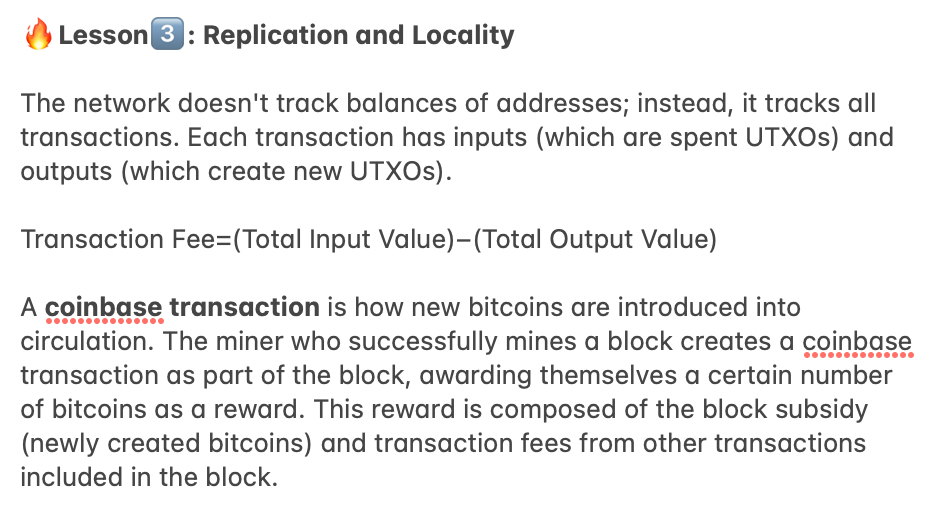 🔥 Lesson3️⃣: Replication and Locality
The network doesn't track balances of addresses; instead, it tracks all
transactions. Each transaction has inputs (which are spent UTXOs) and
outputs (which create new UTXOs).
Transaction Fee=(Total Input Value)−(Total Output Value)
A coinbase transaction is how new bitcoins are introduced into
circulation. The miner who successfully mines a block creates a coinbase
transaction as part of the block, awarding themselves a certain number
of bitcoins as a reward. This reward is composed of the block subsidy
(newly created bitcoins) and transaction fees from other transactions
included in the block.